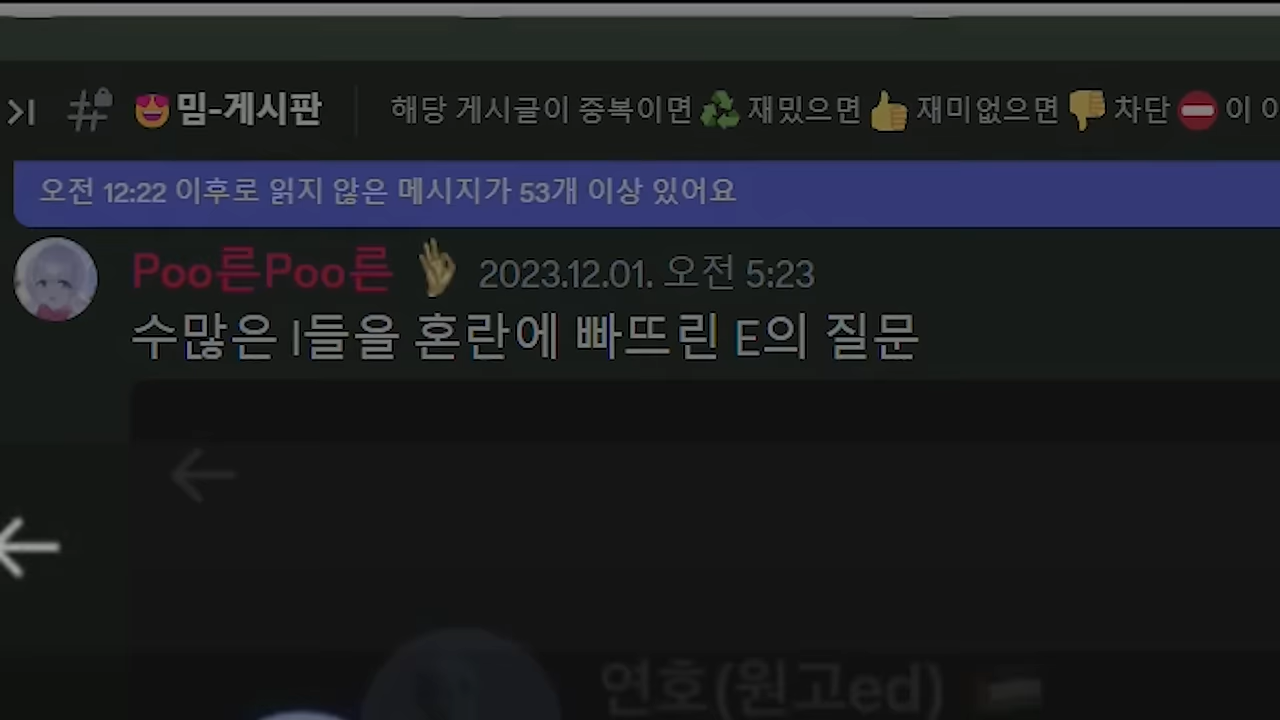 밈-게시판 해당 게시글이 중복이면 ♻️ 재밌으면 👍 재미없으면 👎 차단 ⛔ 이
오전 12:22 이후로 읽지 않은 메시지가 53개 이상 있어요
Poo른Poo른 2023.12.01. 오전 5:23
수많은 I들을 혼란에 빠뜨린 E의 질문
연호(원고ed)